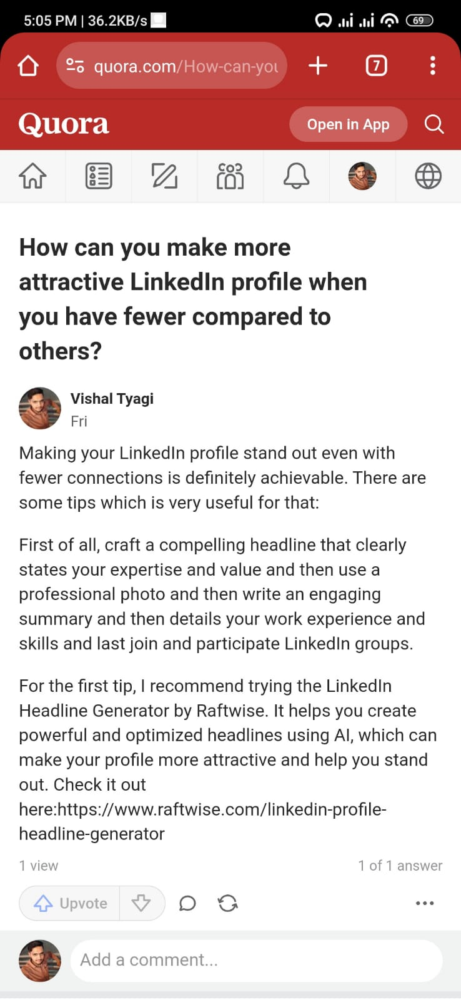 5:05 PM | 36.2KB/s
69
quora.com/How-can-you
7
Quora
Open in App
How can you make more
attractive LinkedIn profile when
you have fewer compared to
others?
Vishal Tyagi
Fri
Making your LinkedIn profile stand out even with
fewer connections is definitely achievable. There are
some tips which is very useful for that:
First of all, craft a compelling headline that clearly
states your expertise and value and then use a
professional photo and then write an engaging
summary and then details your work experience and
skills and last join and participate LinkedIn groups.
For the first tip, I recommend trying the LinkedIn
Headline Generator by Raftwise. It helps you create
powerful and optimized headlines using AI, which can
make your profile more attractive and help you stand
out. Check it out
here:https://www.raftwise.com/linkedin-profile-
headline-generator
1 view
1 of 1 answer
Upvote
Add a comment...